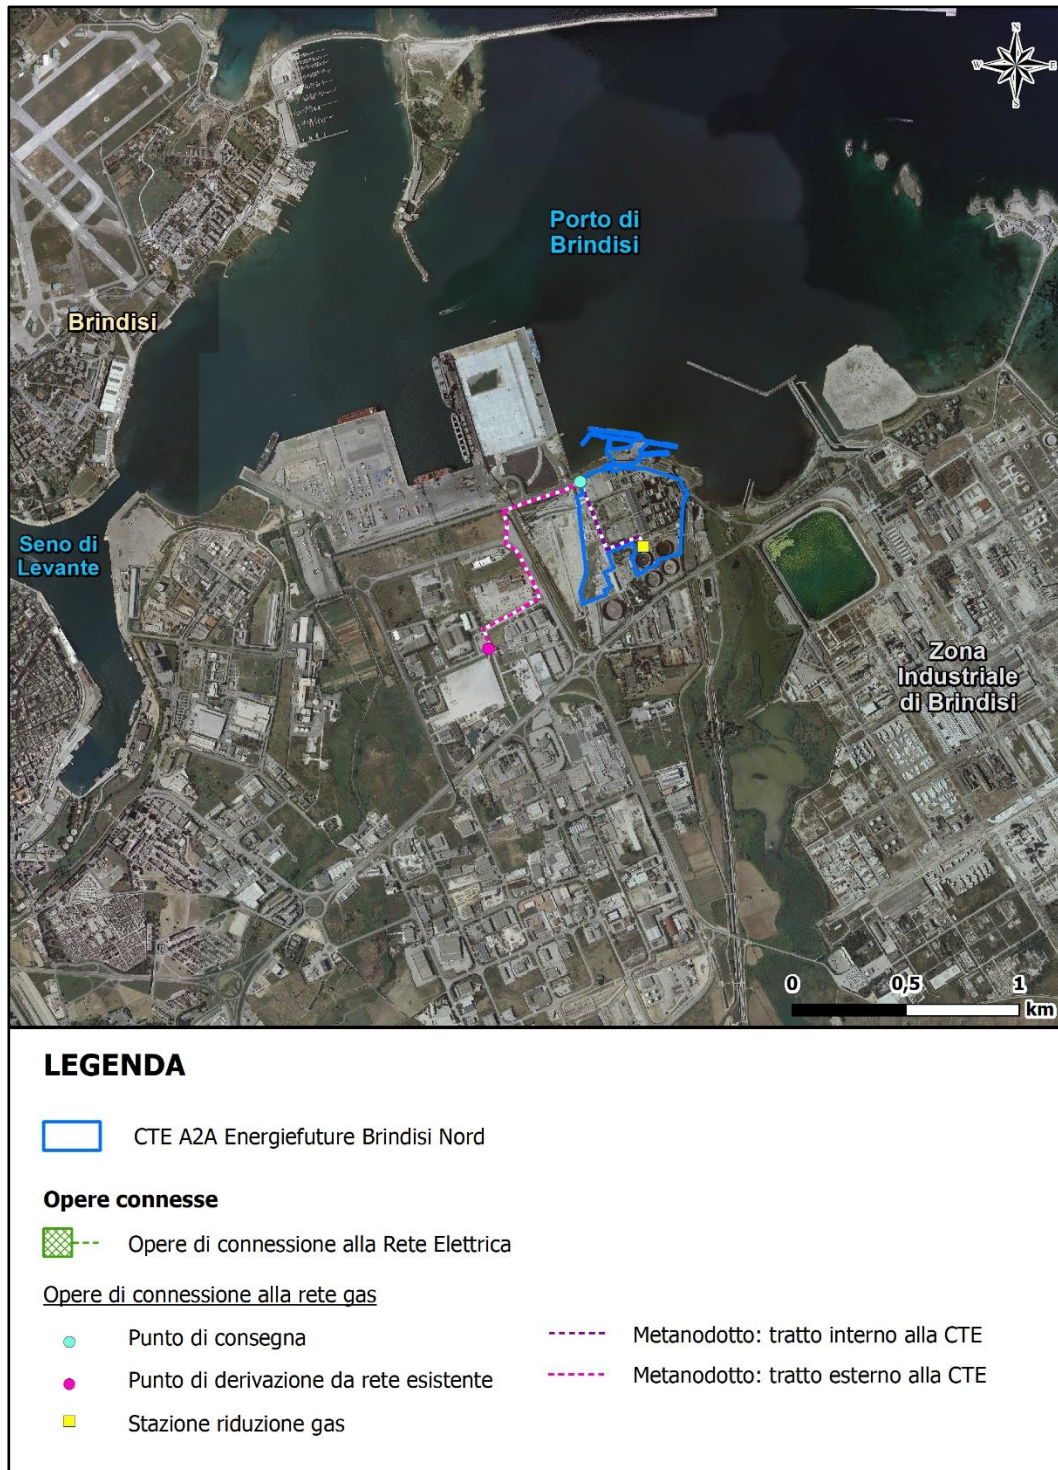 N
W E
S
Porto di
Brindisi
Brindisi
Seno di
Levante
Zona
Industriale
di Brindisi
0 0,5 1
km
LEGENDA
CTE A2A Energiefuture Brindisi Nord
Opere connesse
Opere di connessione alla Rete Elettrica
Opere di connessione alla rete gas
Punto di consegna
Punto di derivazione da rete esistente
Stazione riduzione gas
Metanodotto: tratto interno alla CTE
Metanodotto: tratto esterno alla CTE